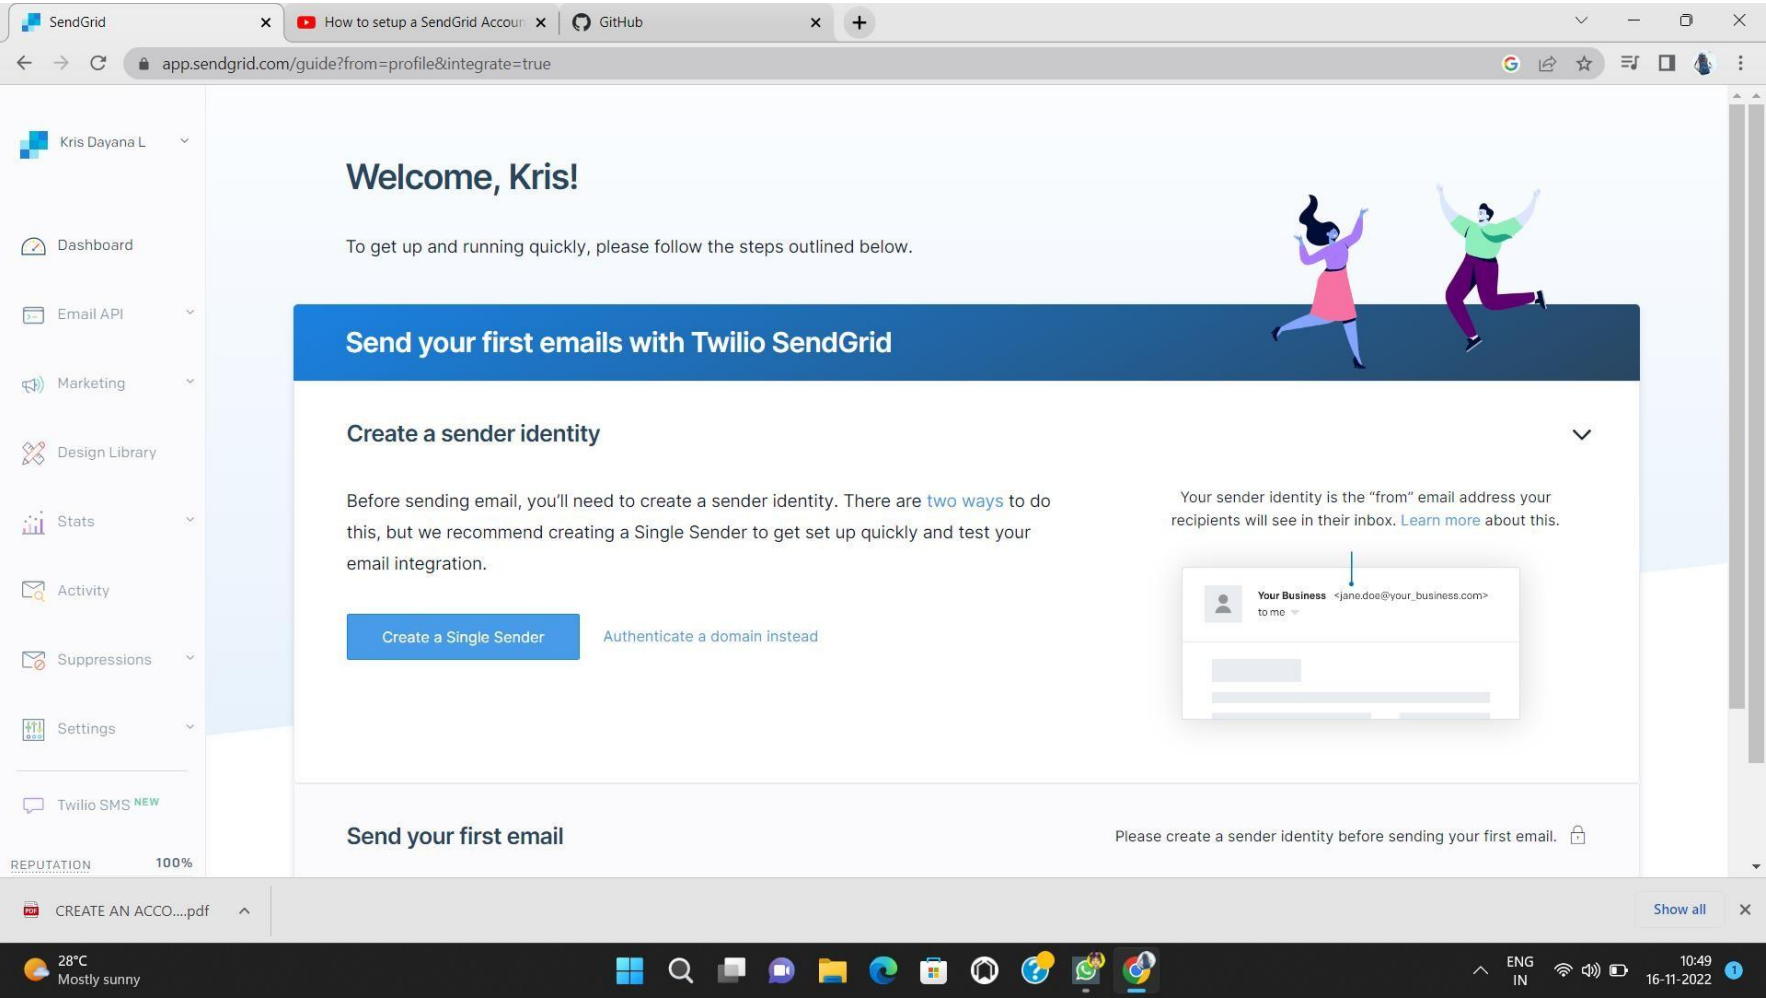 SendGrid
How to setup a SendGrid Accoun
GitHub
app.sendgrid.com/guide?from=profile&integrate=true
Kris Dayana L
Dashboard
Email API
Marketing
Design Library
Stats
Activity
Suppressions
Settings
Twilio SMS NEW
REPUTATION 100%
Welcome, Kris!
To get up and running quickly, please follow the steps outlined below.
Send your first emails with Twilio SendGrid
Create a sender identity
Before sending email, you'll need to create a sender identity. There are two ways to do
this, but we recommend creating a Single Sender to get set up quickly and test your
email integration.
Create a Single Sender
Authenticate a domain instead
Your sender identity is the “from” email address your
recipients will see in their inbox. Learn more about this.
Your Business <jane.doe@your_business.com>
to me
Send your first email
Please create a sender identity before sending your first email.
PDF
CREATE AN ACCO....pdf
Show all
28°C
Mostly sunny
ENG
IN
10:49
16-11-2022
1